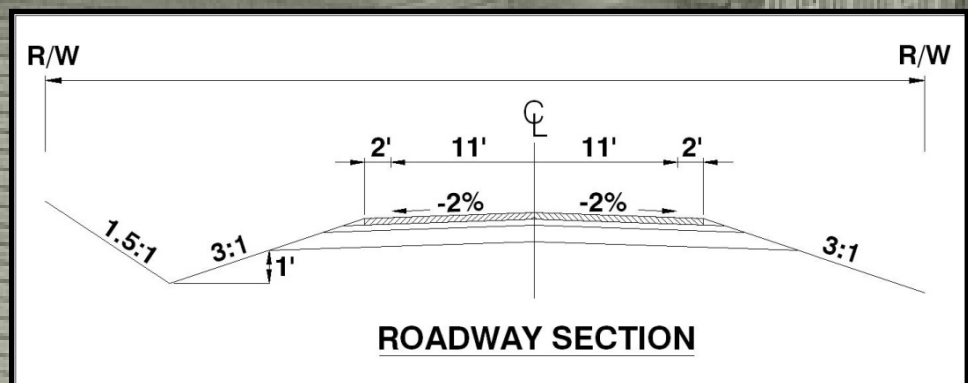 R/W R/W
℄
2' 11' 11' 2'
-2% -2%
1.5:1 3:1 1' 3:1
ROADWAY SECTION